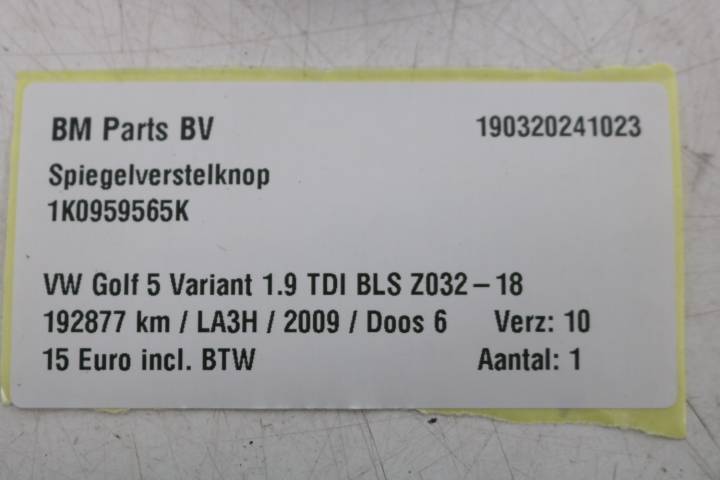 BM Parts BV 190320241023
Spiegelverstelknop
1K0959565K
VW Golf 5 Variant 1.9 TDI BLS Z032-18
192877 km / LA3H / 2009 / Doos 6 Verz: 10
15 Euro incl. BTW Aantal: 1